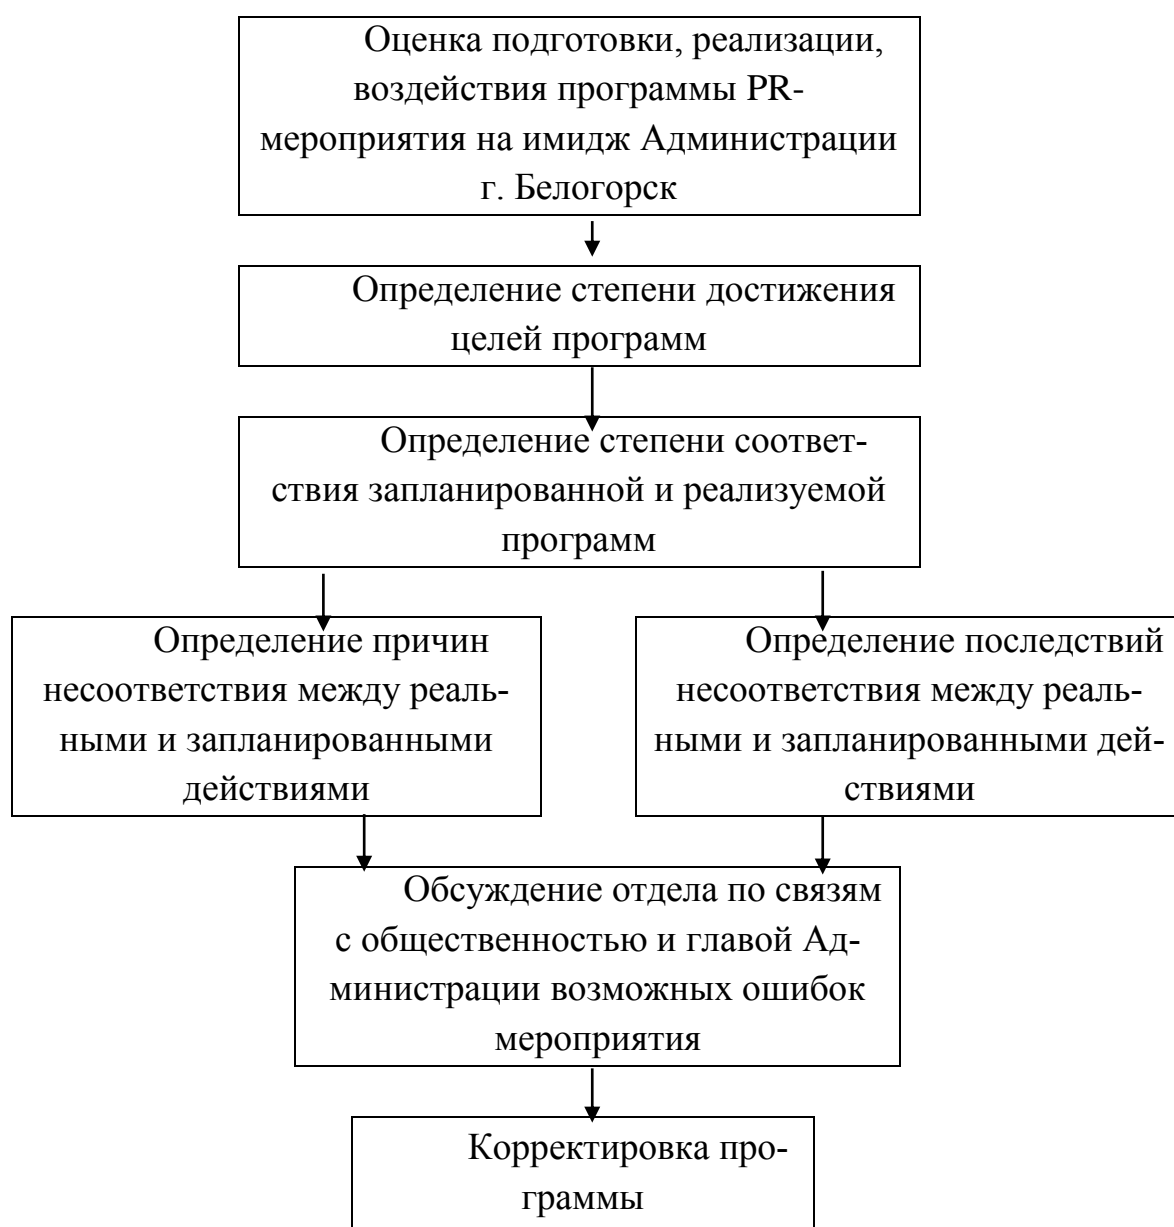 Оценка подготовки, реализации,
воздействия программы PR-
мероприятия на имидж Администрации
г. Белогорск
Определение степени достижения
целей программ
Определение степени соответ-
ствия запланированной и реализуемой
программ
Определение причин
несоответствия между реаль-
ными и запланированными
действиями
Определение последствий
несоответствия между реаль-
ными и запланированными дей-
ствиями
Обсуждение отдела по связям
с общественностью и главой Ад-
министрации возможных ошибок
мероприятия
Корректировка про-
граммы